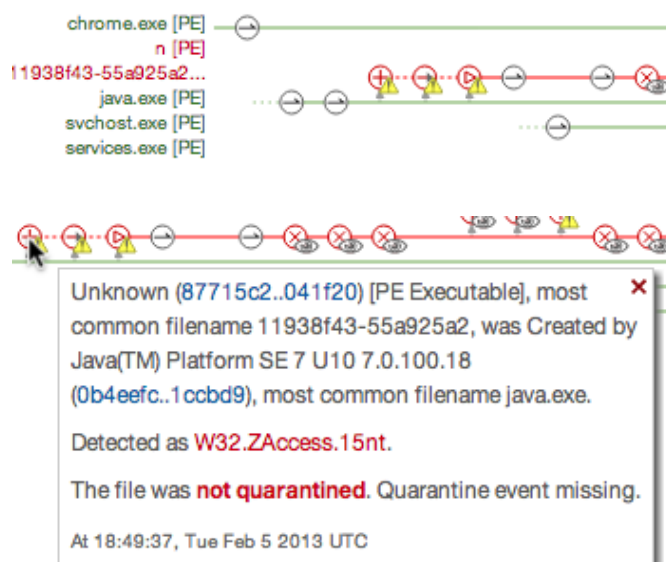 chrome.exe [PE]
n [PE]
11938f43-55a925a2...
java.exe [PE]
svchost.exe [PE]
services.exe [PE]
Unknown (87715c2..041f20) [PE Executable], most
common filename 11938f43-55a925a2, was Created by
Java(TM) Platform SE 7 U10 7.0.100.18
(0b4eefc..1ccbd9), most common filename java.exe.
Detected as W32.ZAccess.15nt.
The file was not quarantined. Quarantine event missing.
At 18:49:37, Tue Feb 5 2013 UTC